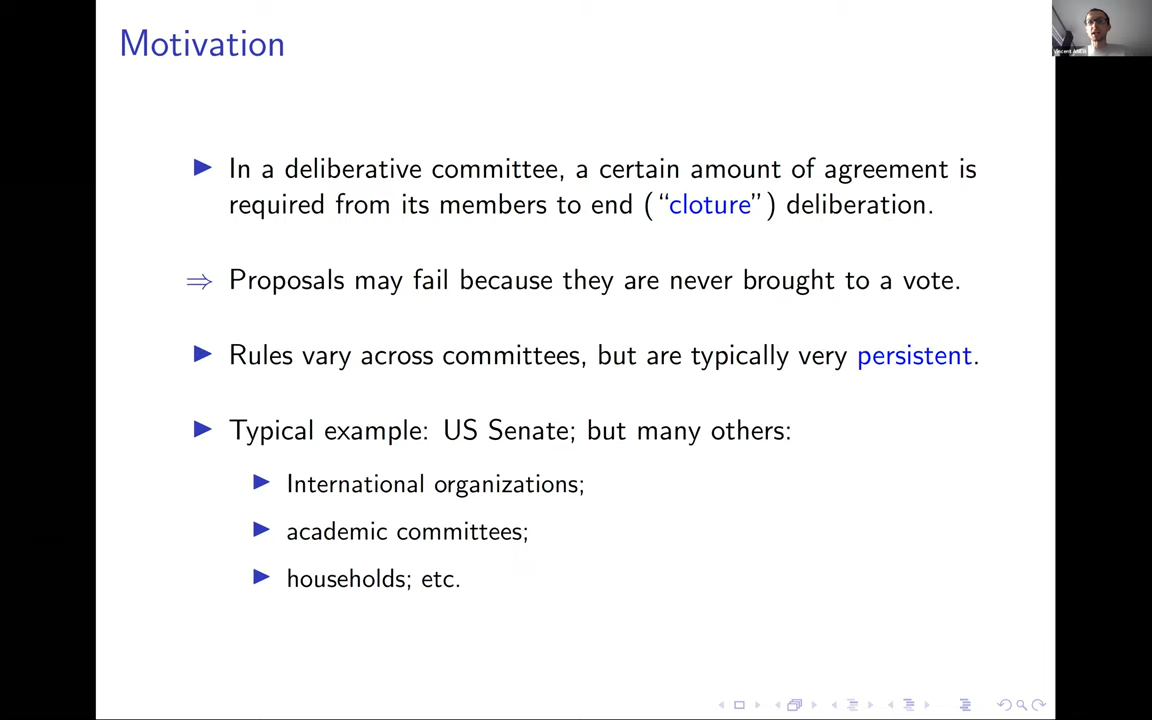 Motivation
▶ In a deliberative committee, a certain amount of agreement is
required from its members to end (“cloture”) deliberation.
⇒ Proposals may fail because they are never brought to a vote.
▶ Rules vary across committees, but are typically very persistent.
▶ Typical example: US Senate; but many others:
▶ International organizations;
▶ academic committees;
▶ households; etc.
Vincent